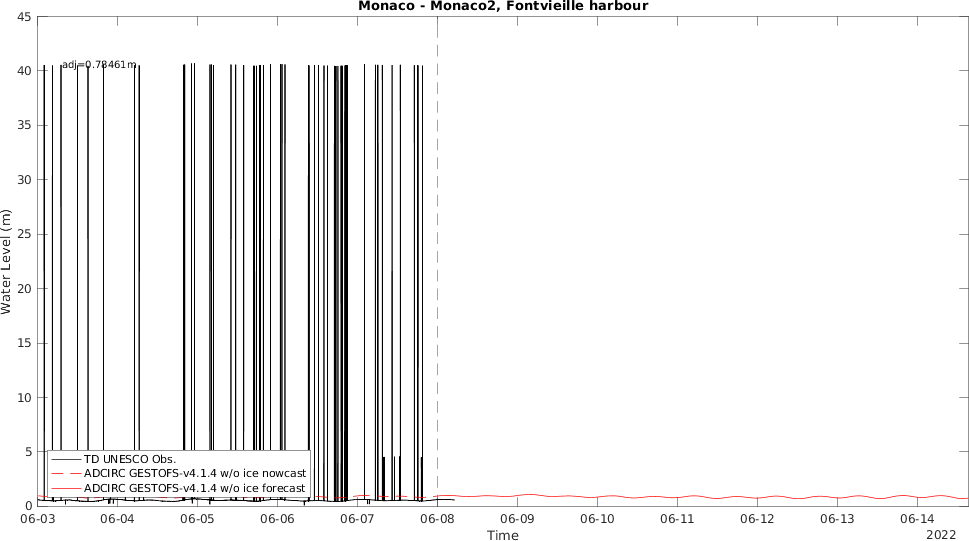 Monaco - Monaco2, Fontvieille harbour
45
40
35
30
25
20
15
10
5
0
Water Level (m)
adj=0.78461m
TD UNESCO Obs.
ADCIRC GESTOFS-v4.1.4 w/o ice nowcast
ADCIRC GESTOFS-v4.1.4 w/o ice forecast
06-03 06-04 06-05 06-06 06-07 06-08 06-09 06-10 06-11 06-12 06-13 06-14
Time
2022